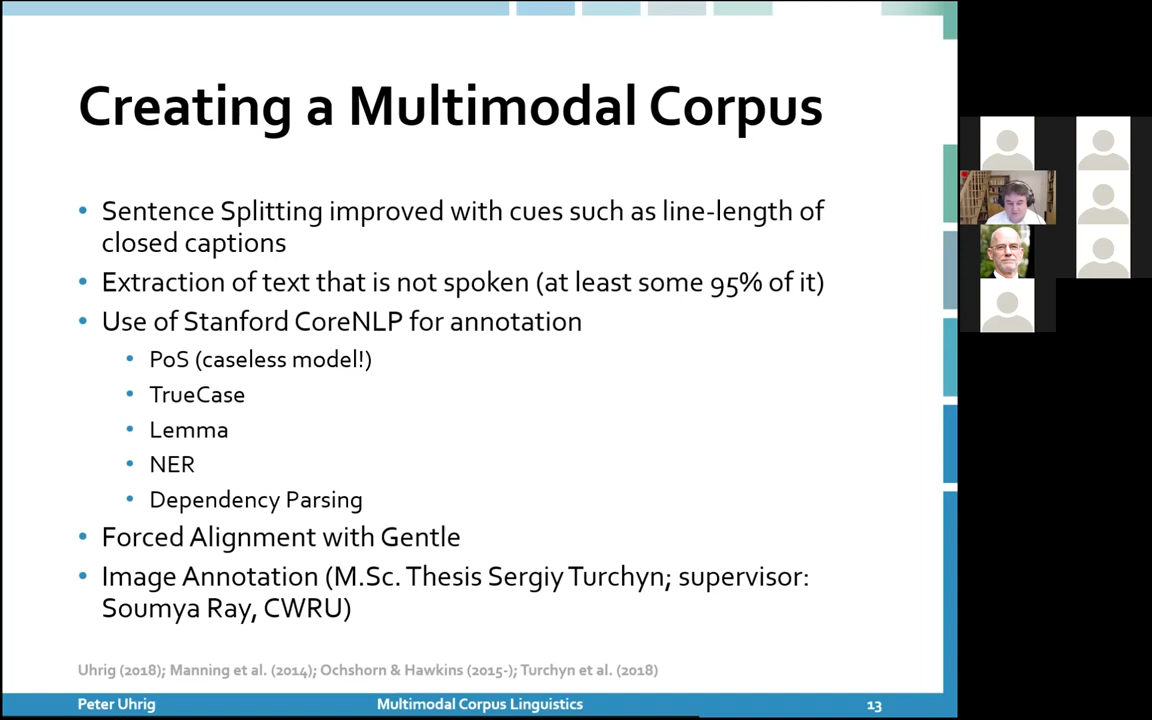 Creating a Multimodal Corpus
• Sentence Splitting improved with cues such as line-length of
closed captions
• Extraction of text that is not spoken (at least some 95% of it)
• Use of Stanford CoreNLP for annotation
• PoS (caseless model!)
• TrueCase
• Lemma
• NER
• Dependency Parsing
• Forced Alignment with Gentle
• Image Annotation (M.Sc. Thesis Sergiy Turchyn; supervisor:
Soumya Ray, CWRU)
Uhrig (2018); Manning et al. (2014); Ochshorn & Hawkins (2015-); Turchyn et al. (2018)
Peter Uhrig Multimodal Corpus Linguistics 13